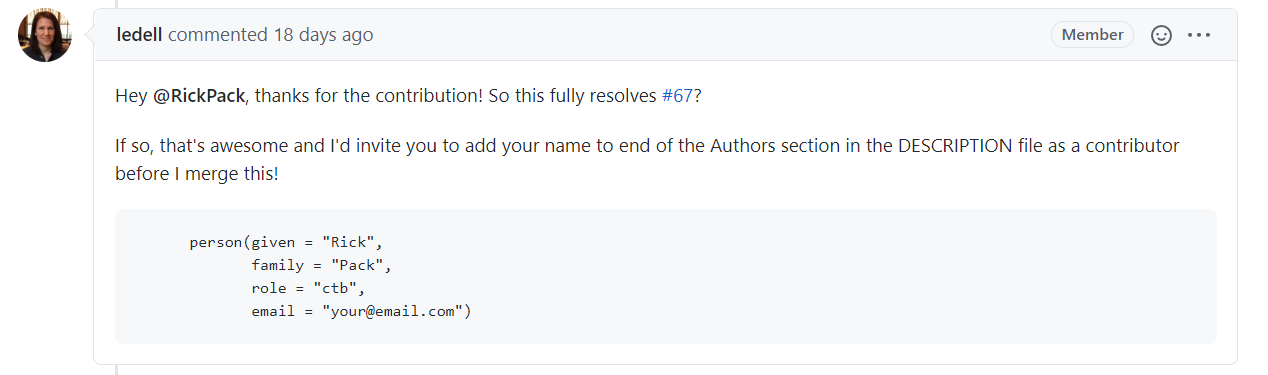 ledell commented 18 days ago Member
Hey @RickPack, thanks for the contribution! So this fully resolves #67?
If so, that's awesome and I'd invite you to add your name to end of the Authors section in the DESCRIPTION file as a contributor
before I merge this!
person(given = "Rick",
family = "Pack",
role = "ctb",
email = "your@email.com")